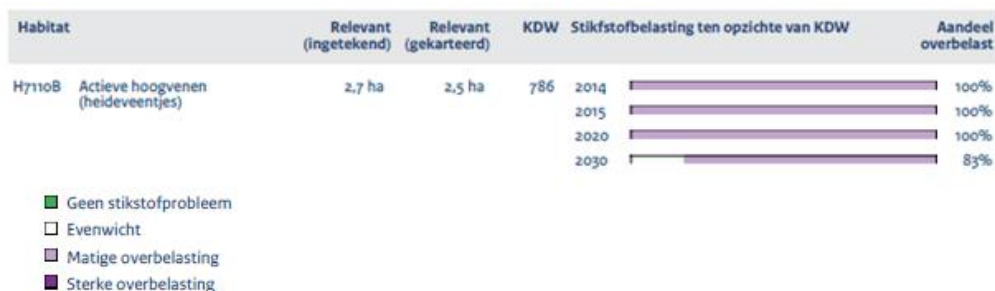 Habitat Relevant Relevant KDW Stikfstofbelasting ten opzichte van KDW Aandeel
(ingetekend) (gekarteerd) overbelast
H7110B Actieve hoogvenen 2,7 ha 2,5 ha 786 2014 100%
(heideveentjes)
2015 100%
2020 100%
2030 83%
Geen stikstofprobleem
Evenwicht
Matige overbelasting
Sterke overbelasting